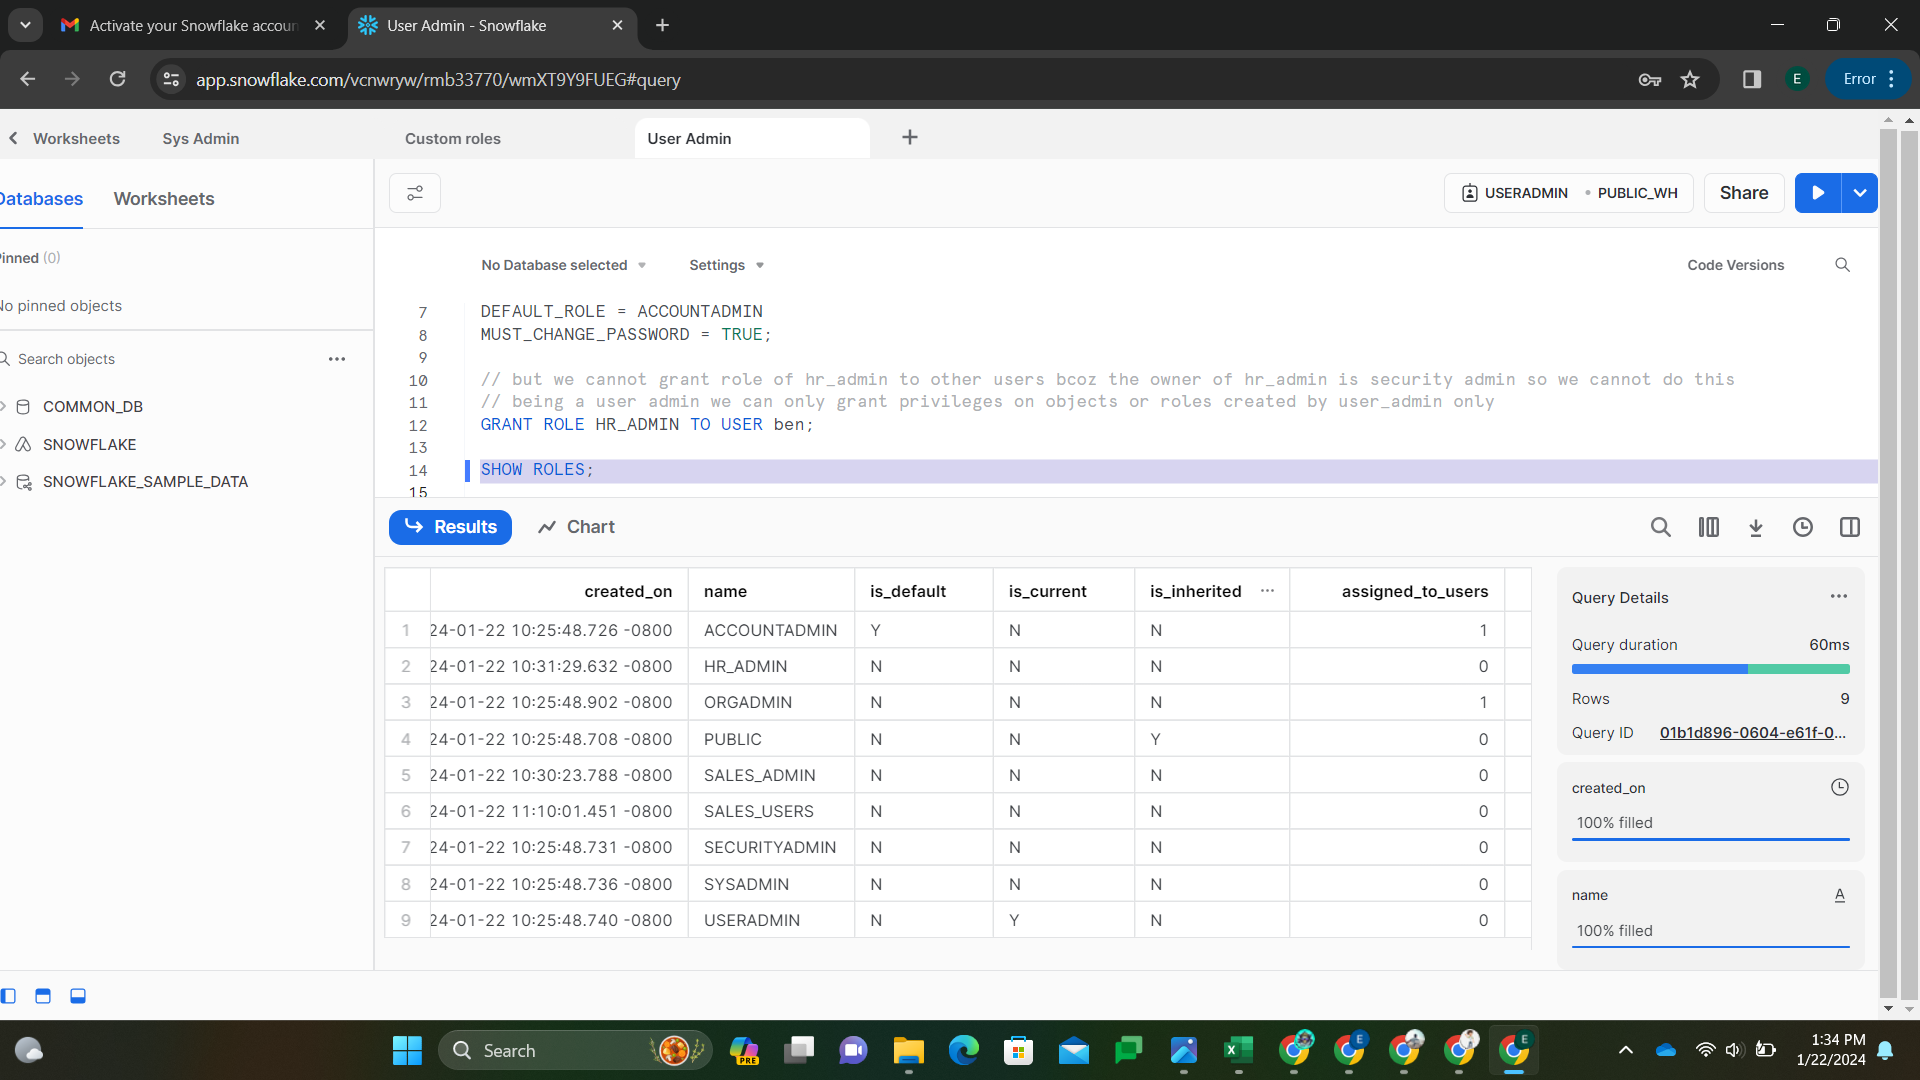 Activate your Snowflake accoun
User Admin - Snowflake
app.snowflake.com/vcnwryw/rmb33770/wmXT9Y9FUEG#query
E
Error
Worksheets
Sys Admin
Custom roles
User Admin
Databases
Worksheets
USERADMIN • PUBLIC_WH
Share
Pinned (0)
No pinned objects
Search objects
COMMON_DB
SNOWFLAKE
SNOWFLAKE_SAMPLE_DATA
No Database selected
Settings
Code Versions
7 DEFAULT_ROLE = ACCOUNTADMIN
8 MUST_CHANGE_PASSWORD = TRUE;
9
10 // but we cannot grant role of hr_admin to other users bcoz the owner of hr_admin is security admin so we cannot do this
11 // being a user admin we can only grant privileges on objects or roles created by user_admin only
12 GRANT ROLE HR_ADMIN TO USER ben;
13
14 SHOW ROLES;
15
Results
Chart
created_on name is_default is_current is_inherited ... assigned_to_users
1 24-01-22 10:25:48.726 -0800 ACCOUNTADMIN Y N N 1
2 24-01-22 10:31:29.632 -0800 HR_ADMIN N N N 0
3 24-01-22 10:25:48.902 -0800 ORGADMIN N N N 1
4 24-01-22 10:25:48.708 -0800 PUBLIC N N Y 0
5 24-01-22 10:30:23.788 -0800 SALES_ADMIN N N N 0
6 24-01-22 11:10:01.451 -0800 SALES_USERS N N N 0
7 24-01-22 10:25:48.731 -0800 SECURITYADMIN N N N 0
8 24-01-22 10:25:48.736 -0800 SYSADMIN N N N 0
9 24-01-22 10:25:48.740 -0800 USERADMIN N Y N 0
Query Details
Query duration 60ms
Rows 9
Query ID 01b1d896-0604-e61f-0...
created_on
100% filled
name A
100% filled
Search
PRE
E
E
1:34 PM
1/22/2024